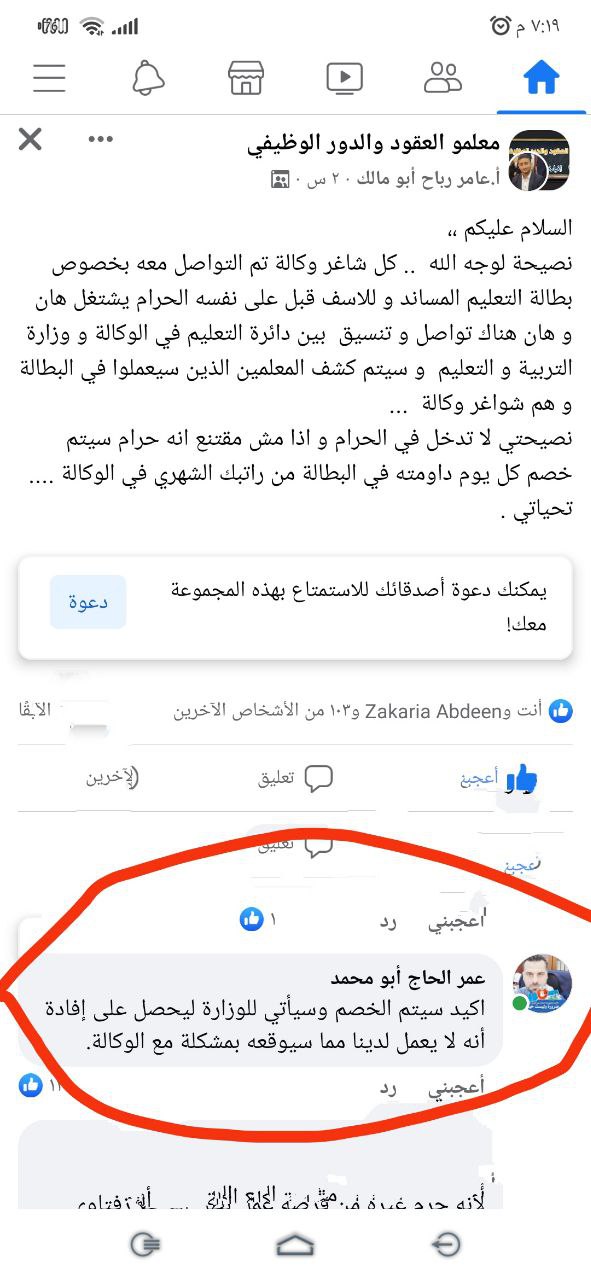 ٧:١٩ م
معلمو العقود والدور الوظيفي
أ.عامر رباح أبو مالك · ٢ س ·
السلام عليكم ،،
نصيحة لوجه الله .. كل شاغر وكالة تم التواصل معه بخصوص
بطالة التعليم المساند و للاسف قبل على نفسه الحرام يشتغل هان
و هان هناك تواصل و تنسيق بين دائرة التعليم في الوكالة و وزارة
التربية و التعليم و سيتم كشف المعلمين الذين سيعملوا في البطالة
و هم شواغر وكالة ...
نصيحتي لا تدخل في الحرام و اذا مش مقتنع انه حرام سيتم
خصم كل يوم داومته في البطالة من راتبك الشهري في الوكالة ....
تحياتي .
يمكنك دعوة أصدقائك للاستمتاع بهذه المجموعة
معك!
دعوة
أنت وZakaria Abdeen و١٠٣ من الأشخاص الآخرين
أعجبني تعليق
تعليق
أعجبني رد ١
عمر الحاج أبو محمد
اكيد سيتم الخصم وسيأتي للوزارة ليحصل على إفادة
أنه لا يعمل لدينا مما سيوقعه بمشكلة مع الوكالة.
أعجبني رد ١١